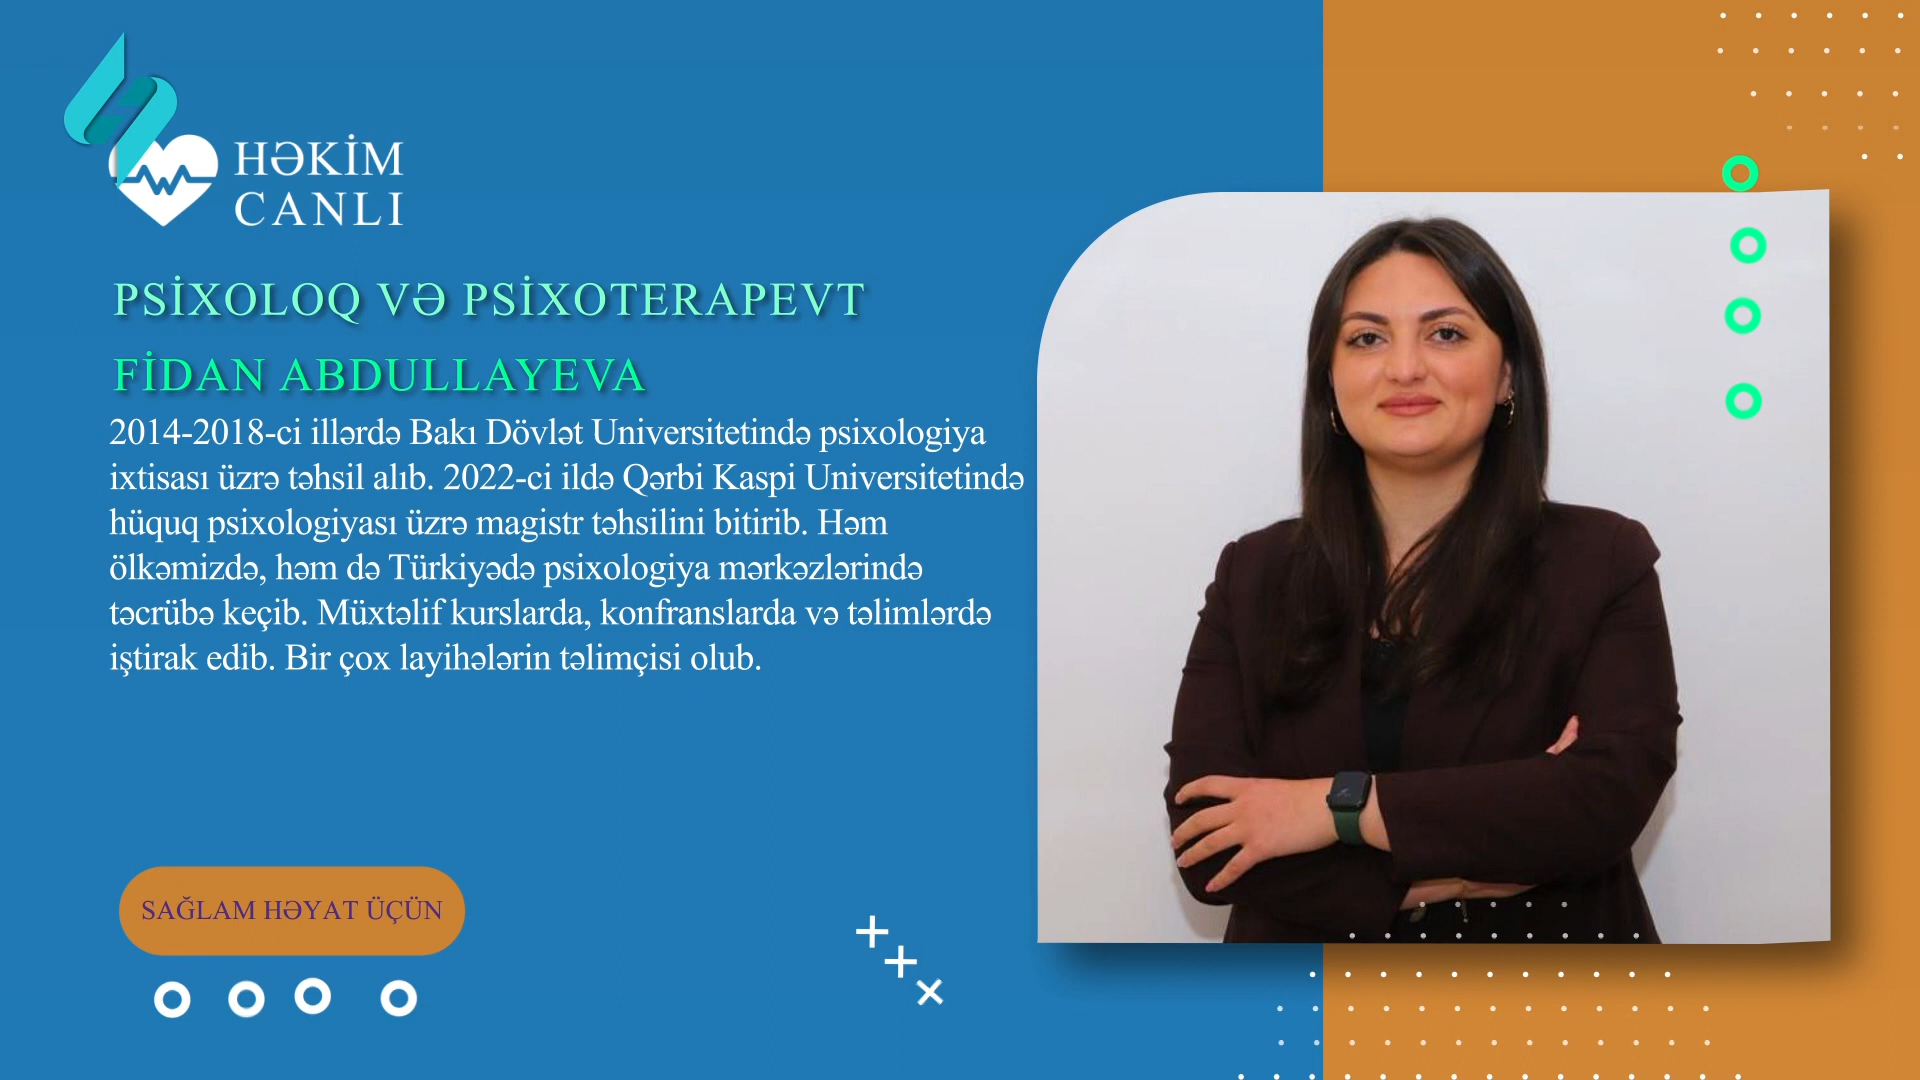 HƏKİM
CANLI
PSİXOLOQ VƏ PSİXOTERAPEVT
FİDAN ABDULLAYEVA
2014-2018-ci illərdə Bakı Dövlət Universitetində psixologiya
ixtisası üzrə təhsil alıb. 2022-ci ildə Qərbi Kaspi Universitetində
hüquq psixologiyası üzrə magistr təhsilini bitirib. Həm
ölkəmizdə, həm də Türkiyədə psixologiya mərkəzlərində
təcrübə keçib. Müxtəlif kurslarda, konfranslarda və təlimlərdə
iştirak edib. Bir çox layihələrin təlimçisi olub.
SAĞLAM HƏYAT ÜÇÜN